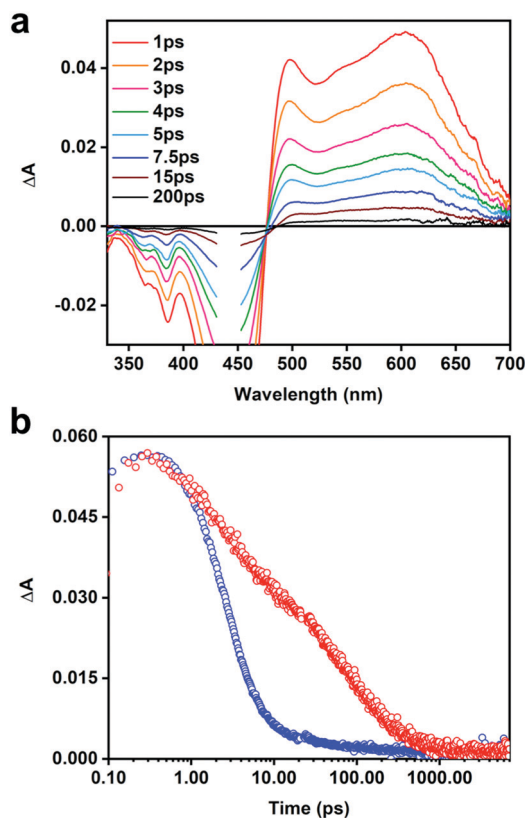 a
0.04
0.02
0.00
-0.02
ΔA
1ps
2ps
3ps
4ps
5ps
7.5ps
15ps
200ps
350 400 450 500 550 600 650 700
Wavelength (nm)
b
0.060
0.045
0.030
0.015
0.000
ΔA
0.10 1.00 10.00 100.00 1000.00
Time (ps)